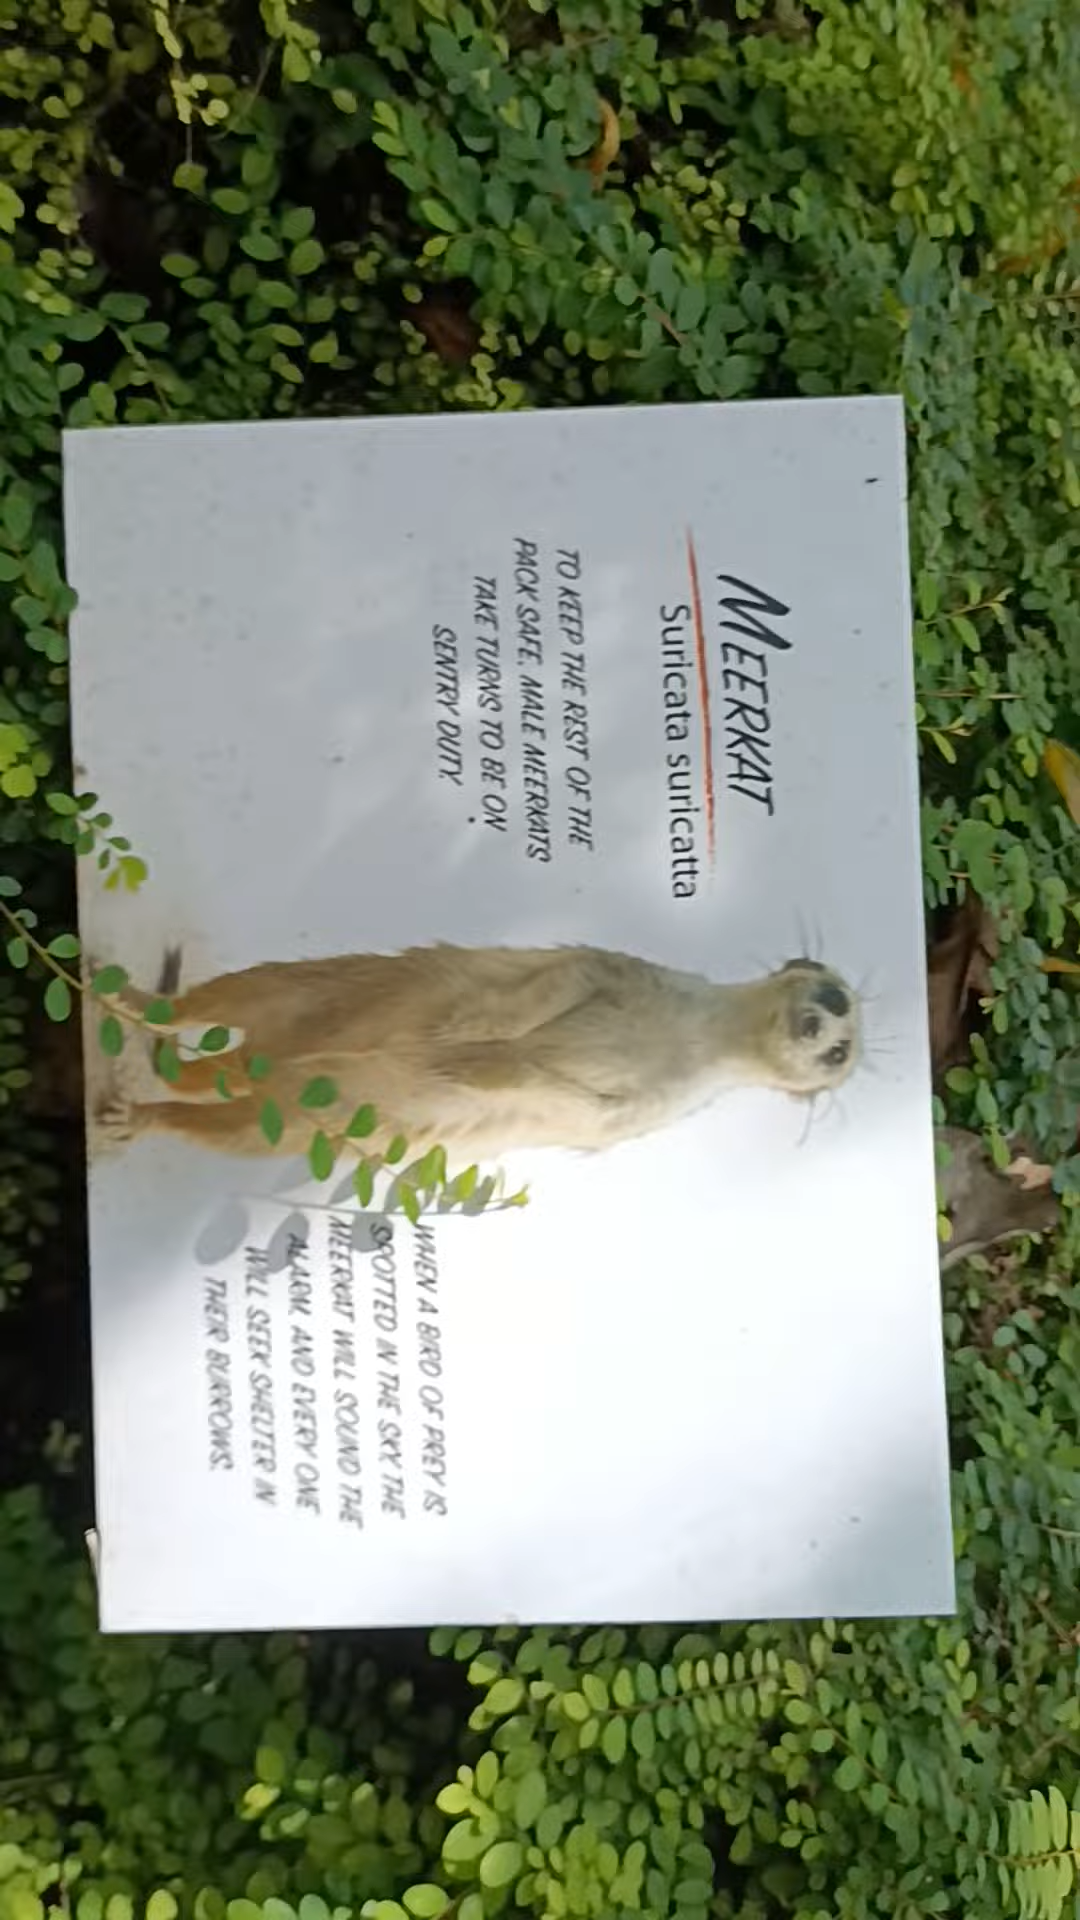 MEERKAT
Suricata suricatta
TO KEEP THE REST OF THE
PACK SAFE, MALE MEERKATS
TAKE TURNS TO BE ON
SENTRY DUTY.
WHEN A BIRD OF PREY IS
SPOTTED IN THE SKY THE
MEERKAT WILL SOUND THE
ALARM, AND EVERY ONE
WILL SEEK SHELTER IN
THEIR BURROWS.